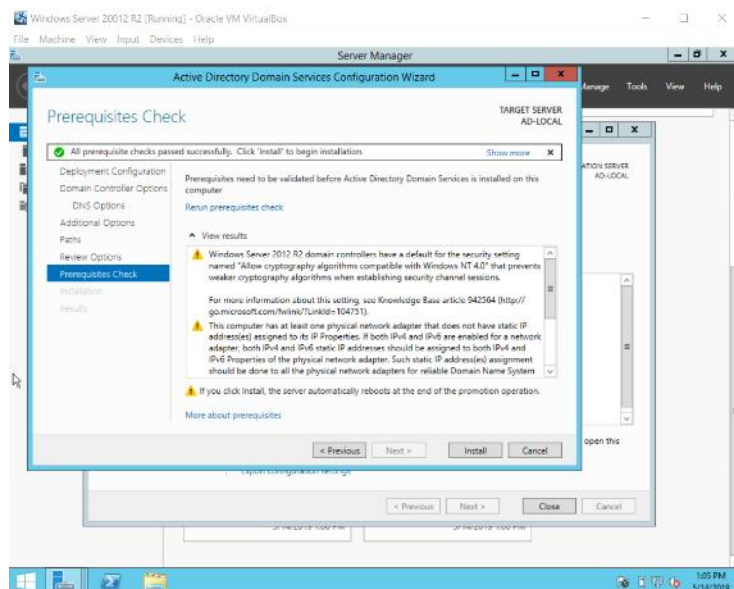 Windows Server 20012 R2 [Running] - Oracle VM VirtualBox
File Machine View Input Devices Help
Server Manager
Active Directory Domain Services Configuration Wizard
Manage Tools View Help
Prerequisites Check
TARGET SERVER
AD-LOCAL
All prerequisite checks passed successfully. Click 'Install' to begin installation.
Show more
Deployment Configuration
Domain Controller Options
DNS Options
Additional Options
Paths
Review Options
Prerequisites Check
Installation
Results
Prerequisites need to be validated before Active Directory Domain Services is installed on this
computer
Rerun prerequisites check
View results
Windows Server 2012 R2 domain controllers have a default for the security setting
named "Allow cryptography algorithms compatible with Windows NT 4.0" that prevents
weaker cryptography algorithms when establishing security channel sessions.
For more information about this setting, see Knowledge Base article 942564 (http://
go.microsoft.com/fwlink/?LinkId=104751).
This computer has at least one physical network adapter that does not have static IP
address(es) assigned to its IP Properties. If both IPv4 and IPv6 are enabled for a network
adapter, both IPv4 and IPv6 static IP addresses should be assigned to both IPv4 and
IPv6 Properties of the physical network adapter. Such static IP address(es) assignment
should be done to all the physical network adapters for reliable Domain Name System
If you click Install, the server automatically reboots at the end of the promotion operation.
More about prerequisites
< Previous Next > Install Cancel
SERVER
AD-LOCAL
open this
Export configuration settings
< Previous Next > Close Cancel
1:05 PM
5/14/2019